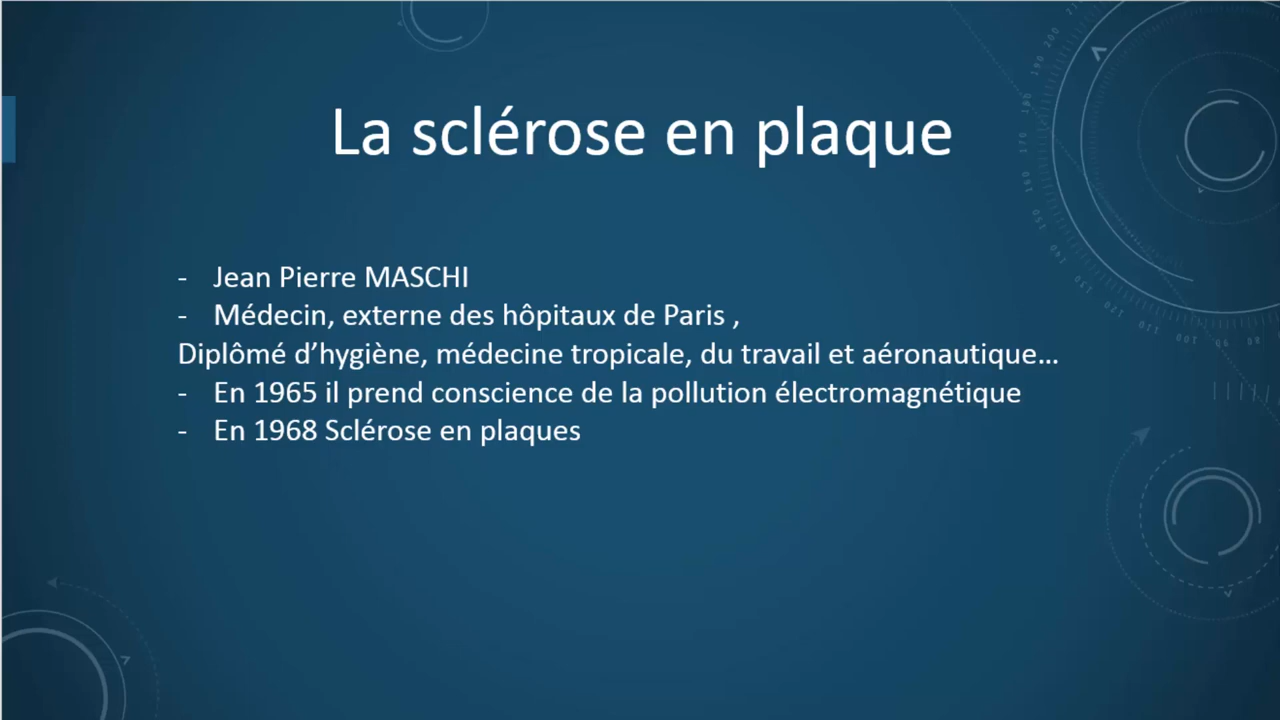 La sclérose en plaque
- Jean Pierre MASCHI
- Médecin, externe des hôpitaux de Paris ,
Diplômé d’hygiène, médecine tropicale, du travail et aéronautique…
- En 1965 il prend conscience de la pollution électromagnétique
- En 1968 Sclérose en plaques